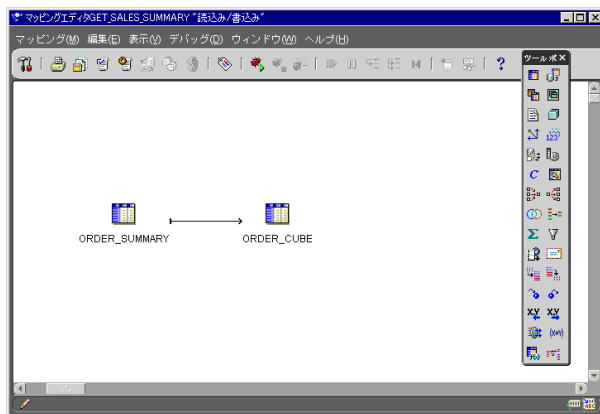 マッピングエディタGET_SALES_SUMMARY "読込み/書込み"
マッピング(M) 編集(E) 表示(V) デバッグ(D) ウィンドウ(W) ヘルプ(H)
ツールボ
ORDER_SUMMARY
ORDER_CUBE